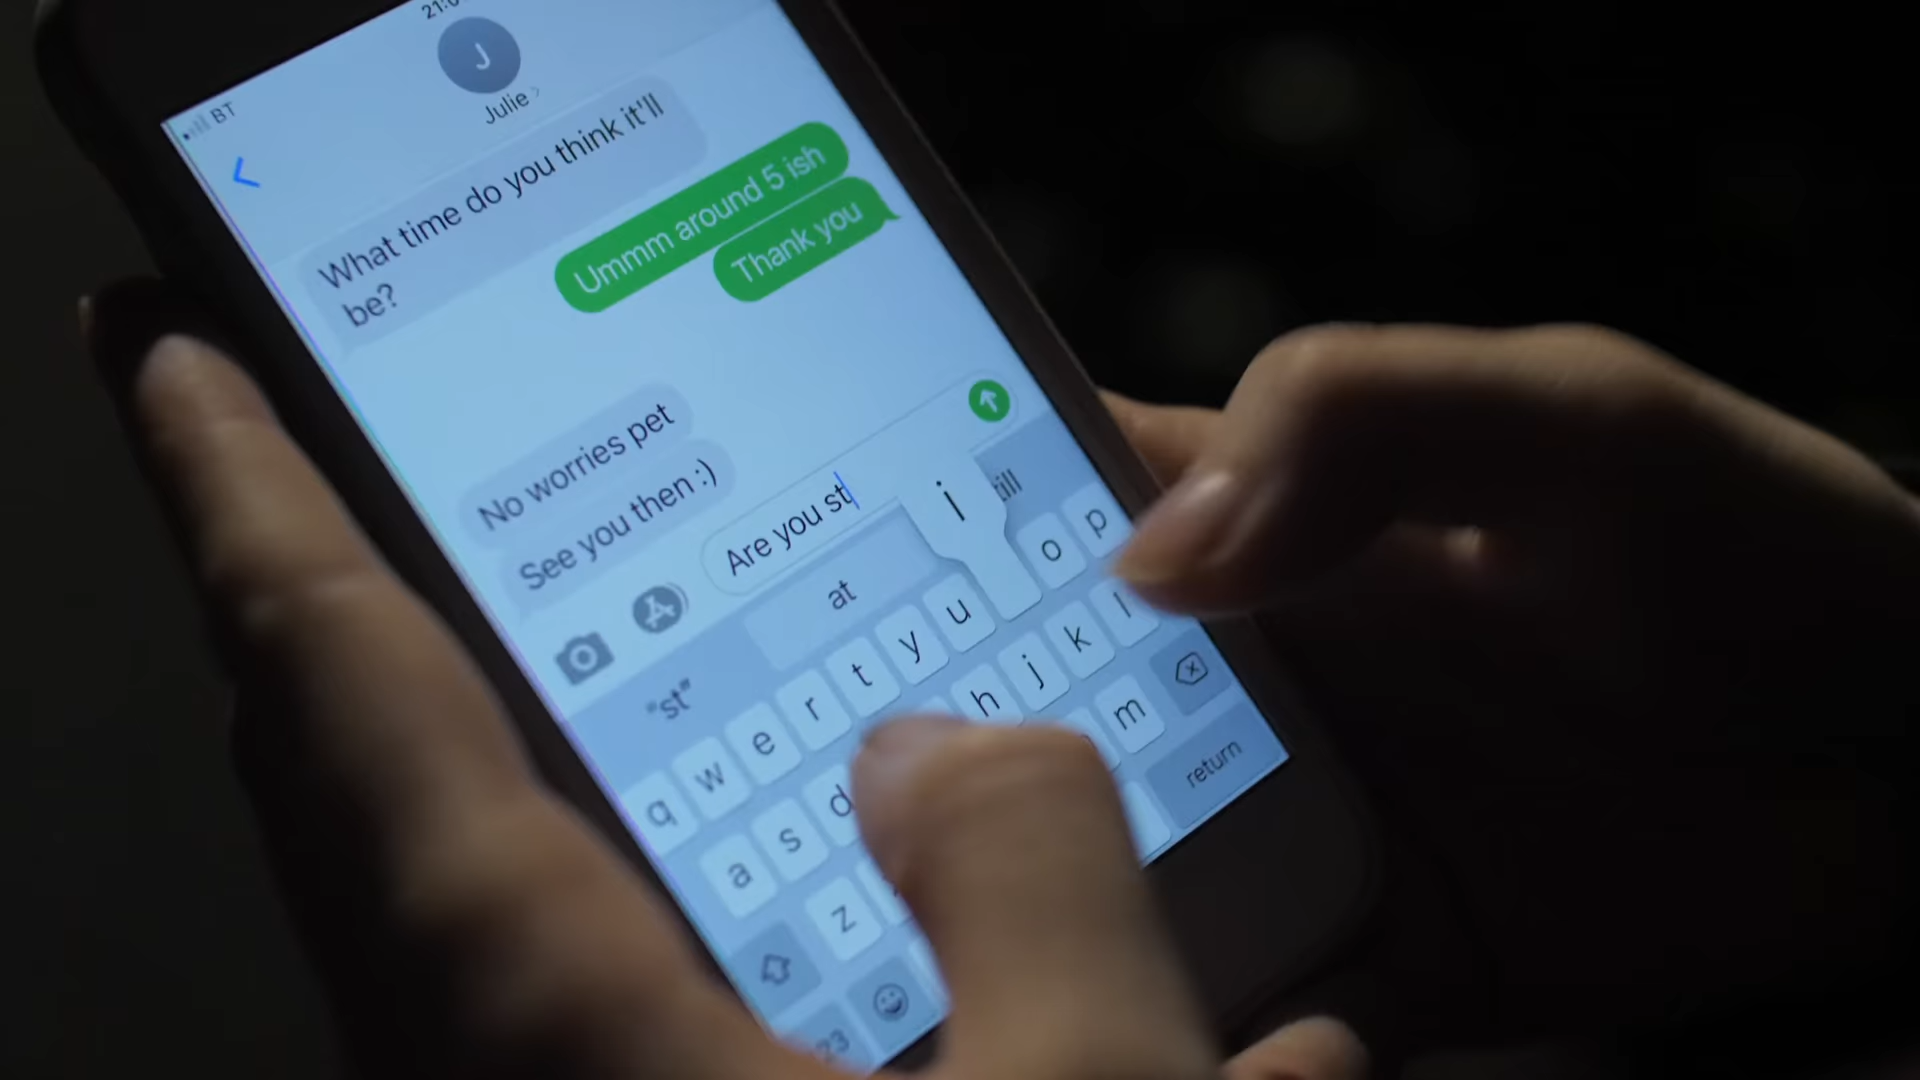 BT
J
Julie
What time do you think it'll
be?
Ummm around 5 ish
Thank you
No worries pet
See you then :)
Are you st
"st"
at
i
q w e r t y u o p
a s d h j k l
z m
return